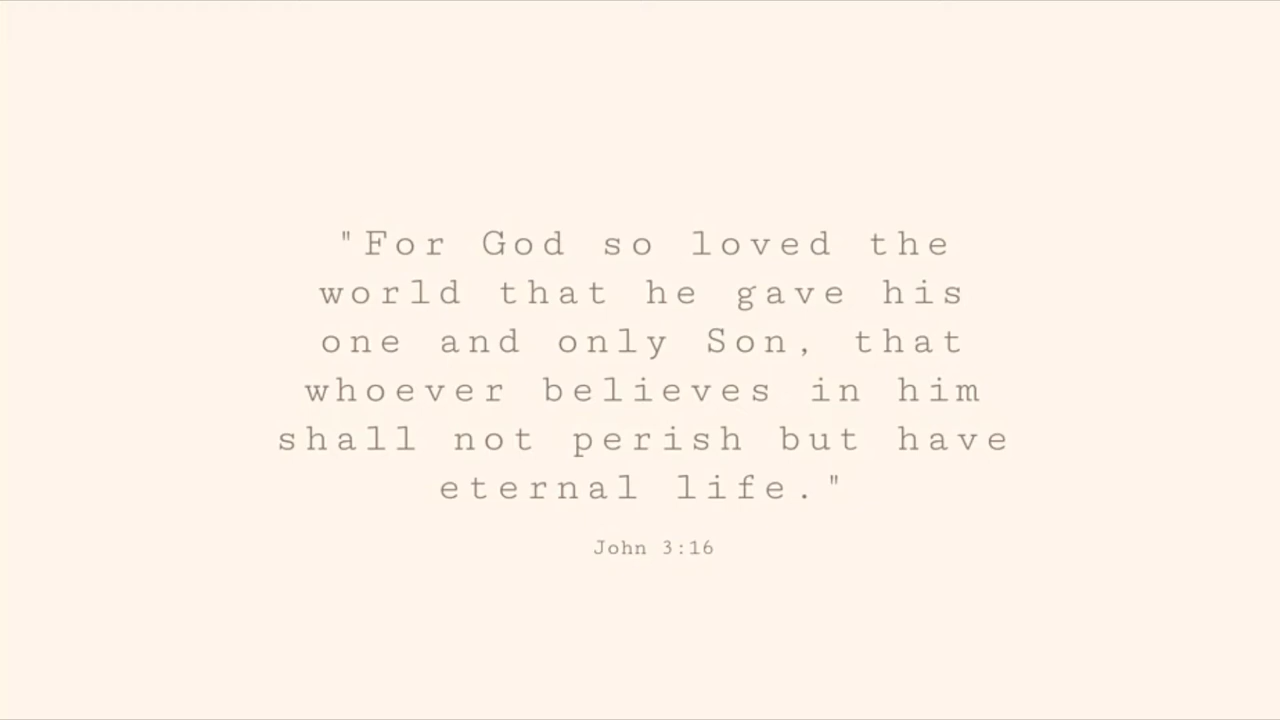 "For God so loved the
world that he gave his
one and only Son, that
whoever believes in him
shall not perish but have
eternal life."
John 3:16